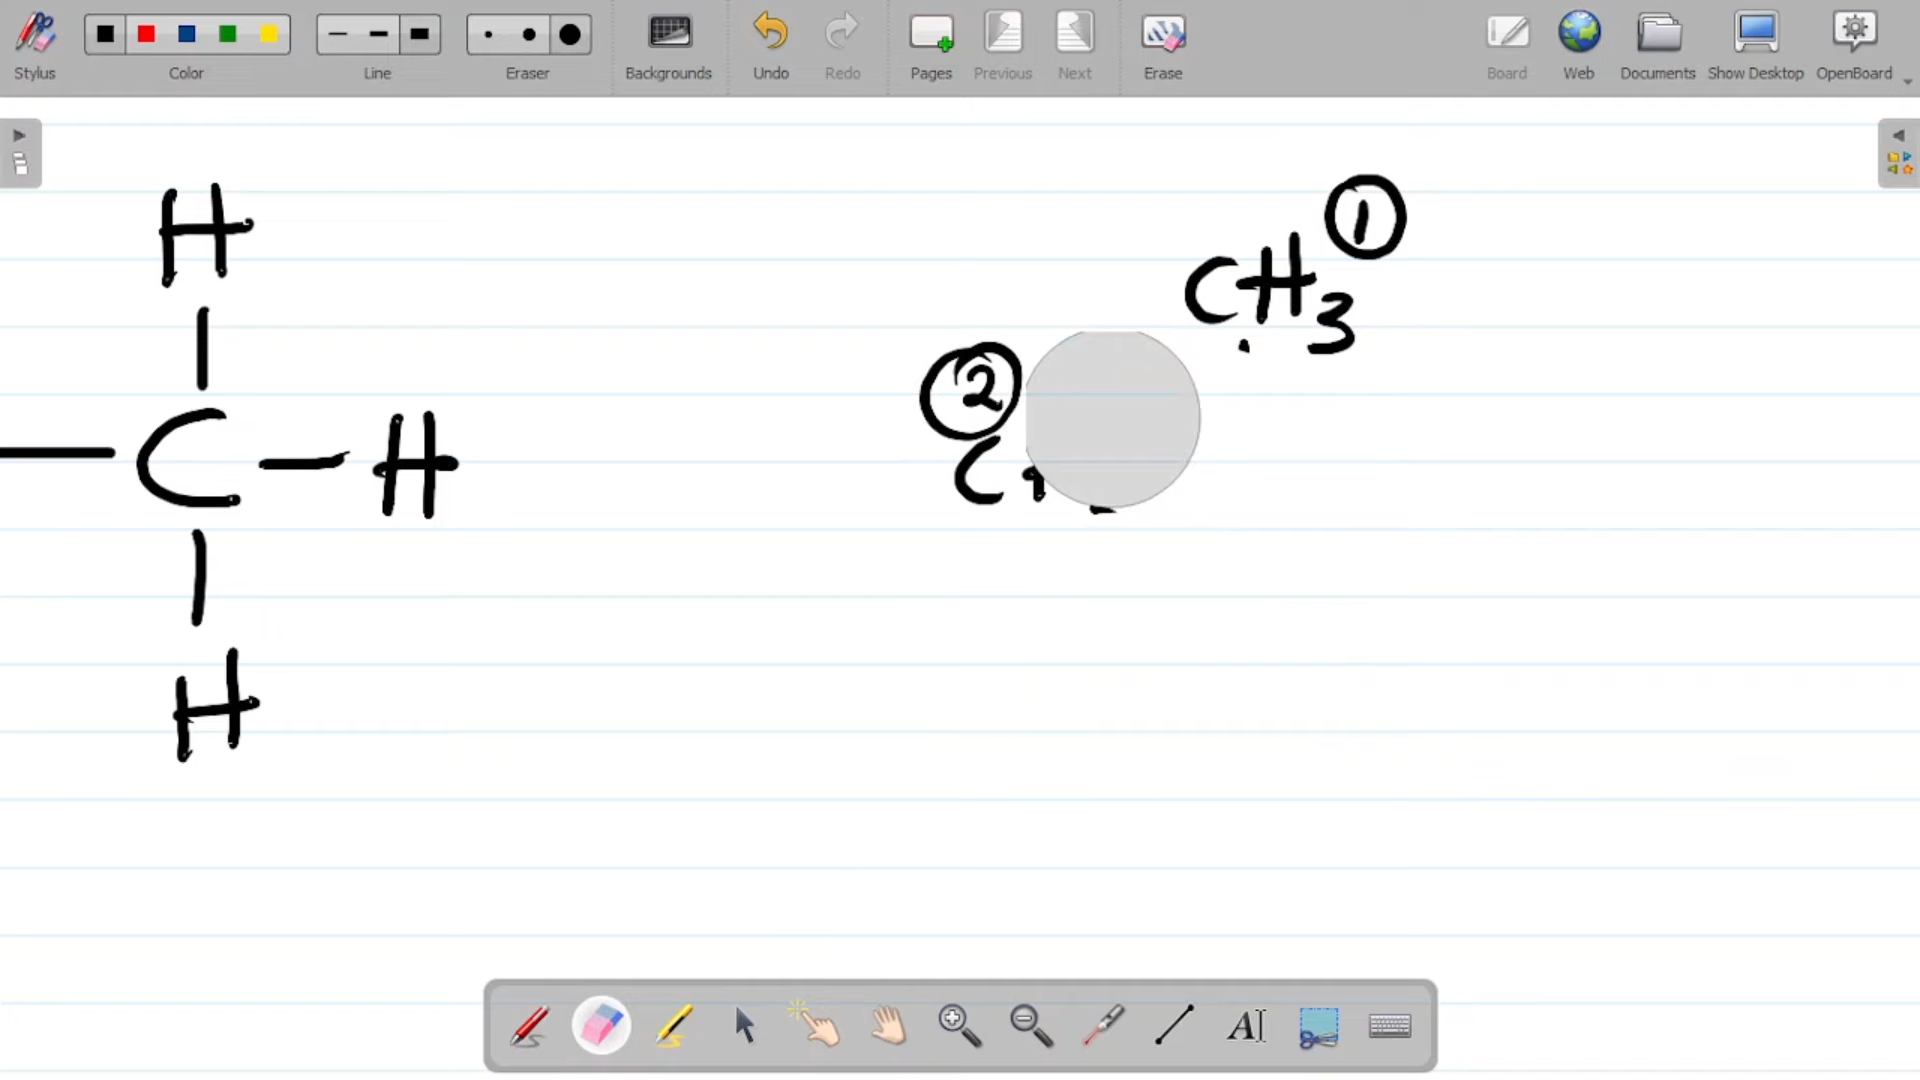 Stylus Color Line Eraser Backgrounds Undo Redo Pages Previous Next Erase Board Web Documents Show Desktop OpenBoard
H
C — H
H
1
CH3
2
C